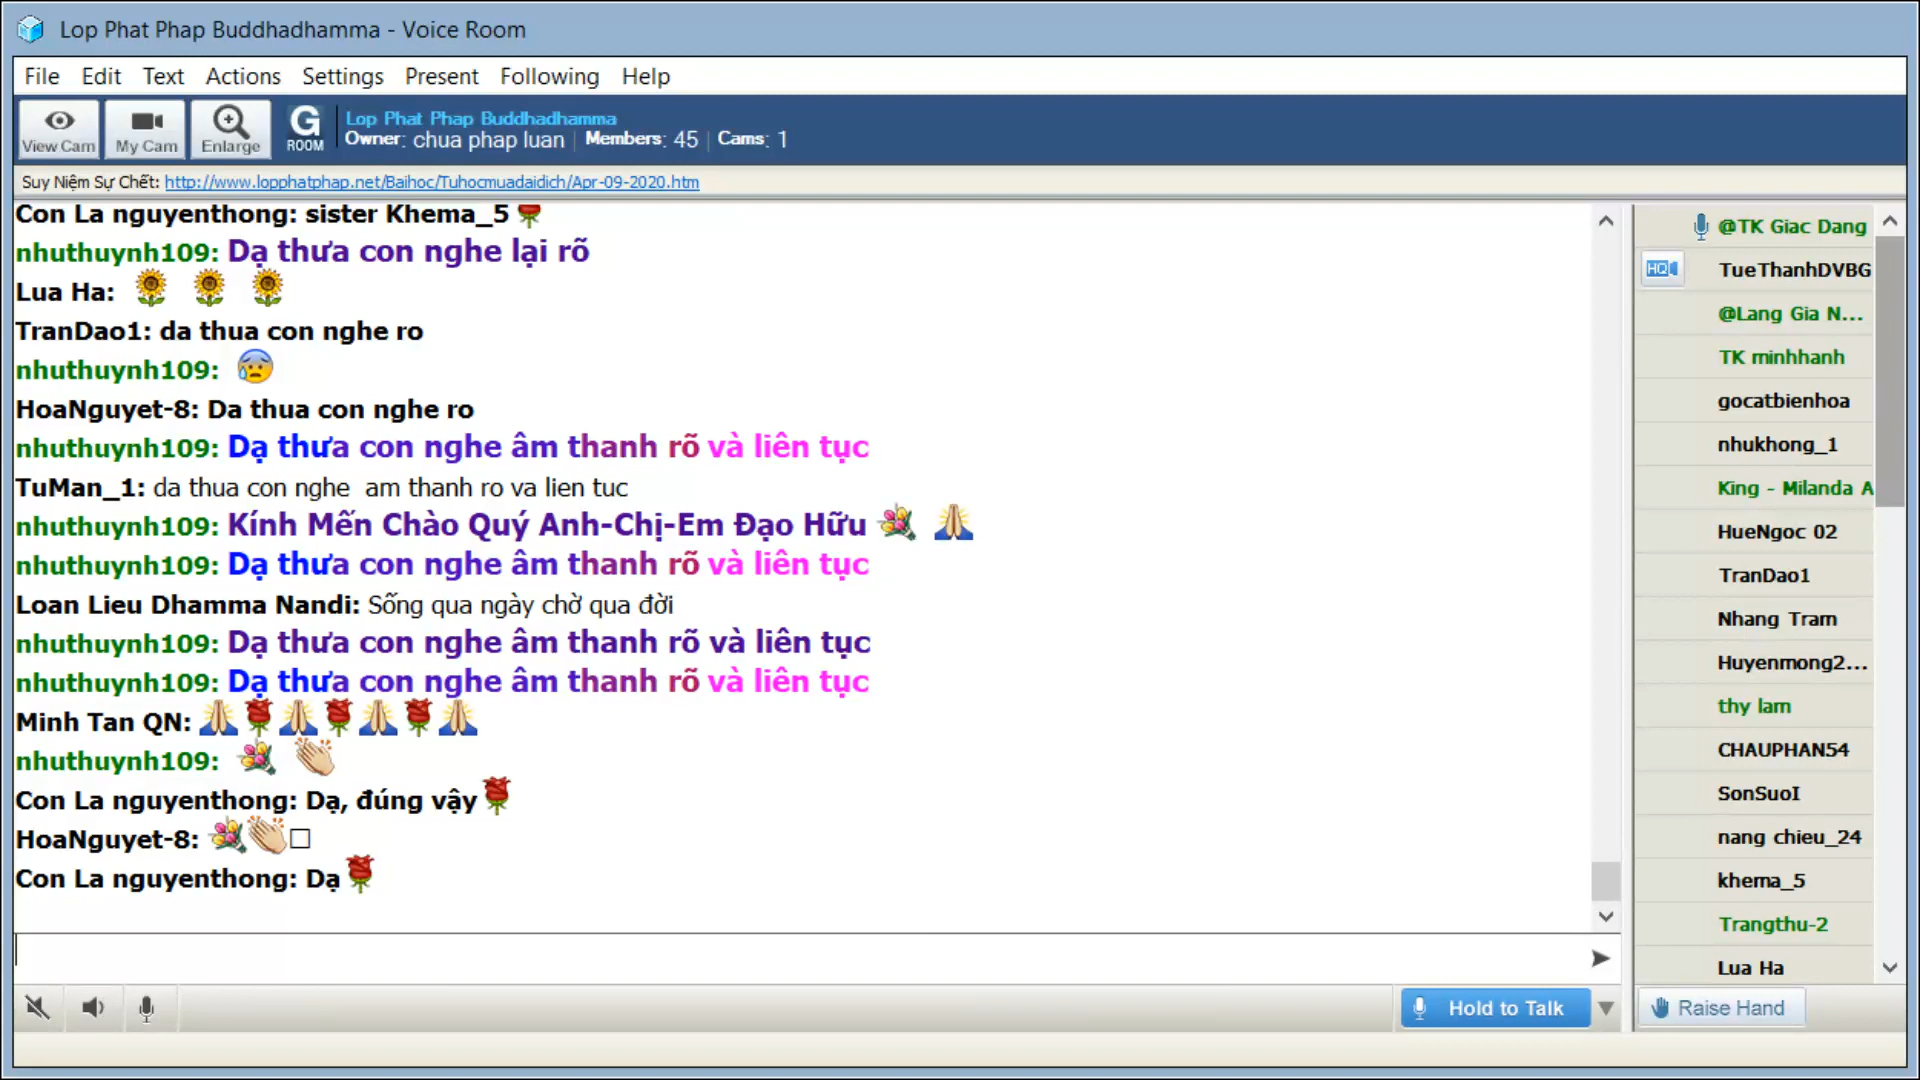 Lop Phat Phap Buddhadhamma - Voice Room
File Edit Text Actions Settings Present Following Help
View Cam My Cam Enlarge G ROOM
Lop Phat Phap Buddhadhamma
Owner: chua phap luan | Members: 45 | Cams: 1
Suy Niệm Sự Chết: http://www.lopphatphap.net/Baihoc/Tuhocmuadaidich/Apr-09-2020.htm
Con La nguyenthong: sister Khema_5
nhuthuynh109: Dạ thưa con nghe lại rõ
Lua Ha:
TranDao1: da thua con nghe ro
nhuthuynh109:
HoaNguyet-8: Da thua con nghe ro
nhuthuynh109: Dạ thưa con nghe âm thanh rõ và liên tục
TuMan_1: da thua con nghe am thanh ro va lien tuc
nhuthuynh109: Kính Mến Chào Quý Anh-Chị-Em Đạo Hữu
nhuthuynh109: Dạ thưa con nghe âm thanh rõ và liên tục
Loan Lieu Dhamma Nandi: Sống qua ngày chờ qua đời
nhuthuynh109: Dạ thưa con nghe âm thanh rõ và liên tục
nhuthuynh109: Dạ thưa con nghe âm thanh rõ và liên tục
Minh Tan QN:
nhuthuynh109:
Con La nguyenthong: Dạ, đúng vậy
HoaNguyet-8:
Con La nguyenthong: Dạ
@TK Giac Dang
HQ TueThanhDVBG
@Lang Gia N...
TK minhhanh
gocatbienhoa
nhukhong_1
King - Milanda A
HueNgoc 02
TranDao1
Nhang Tram
Huyenmong2...
thy lam
CHAUPHAN54
SonSuoI
nang chieu_24
khema_5
Trangthu-2
Lua Ha
Hold to Talk
Raise Hand